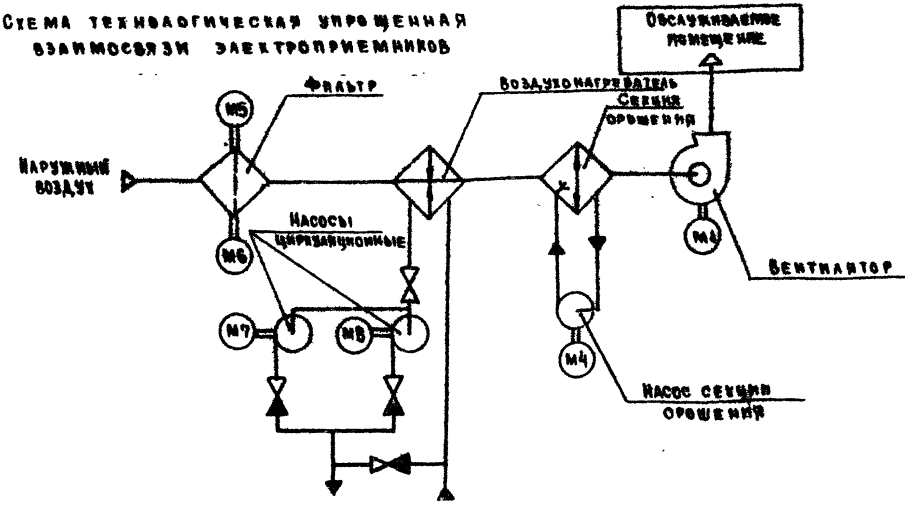 Схема технологическая упрощенная
взаимосвязи электроприемников
Обслуживаемое
помещение
Фильтр
Воздухонагреватель
Секция
орошения
М5
Наружный
воздух
Насосы
циркуляционные
М6
Вентилятор
М7
М8
М4
Насос секции
орошения